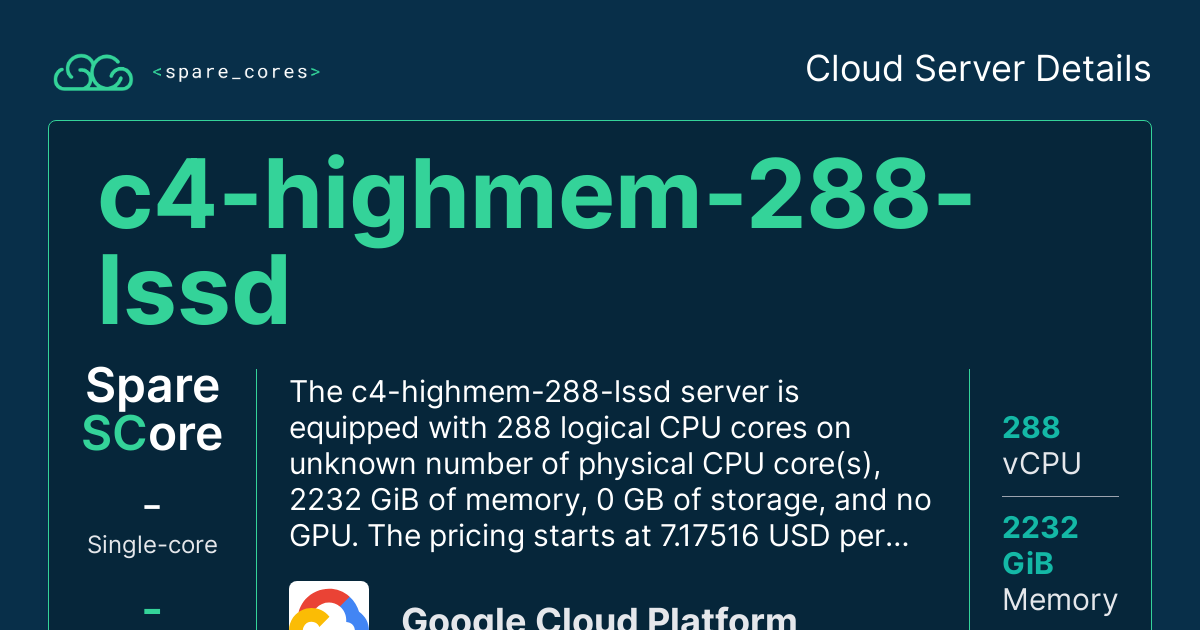 <spare_cores>
Cloud Server Details
c4-highmem-288-
lssd
Spare
SCore
-
Single-core
-
The c4-highmem-288-lssd server is
equipped with 288 logical CPU cores on
unknown number of physical CPU core(s),
2232 GiB of memory, 0 GB of storage, and no
GPU. The pricing starts at 7.17516 USD per...
Google Cloud Platform
288
vCPU
2232
GiB
Memory